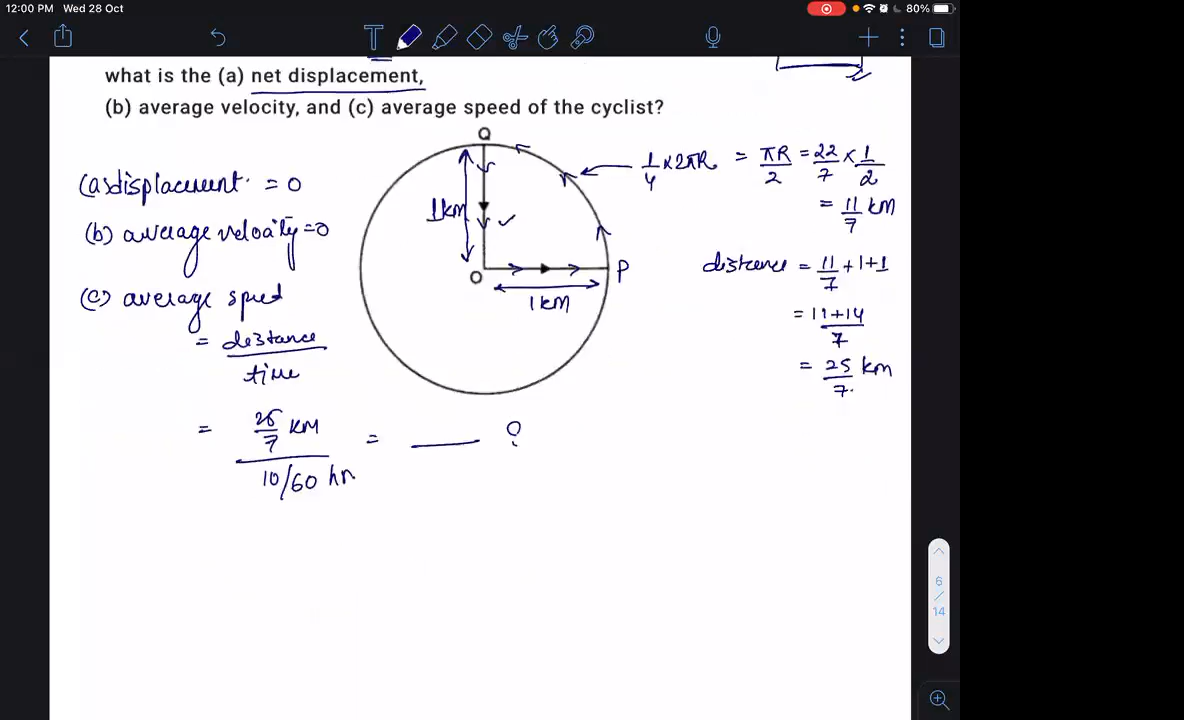 12:00 PM Wed 28 Oct
80%
what is the (a) net displacement,
(b) average velocity, and (c) average speed of the cyclist?
Q
(a) displacement = 0
1/4 × 2πR = πR/2 = 22/7 × 1/2
= 11/7 km
1km
(b) average velocity = 0
O
P
1km
distance = 11/7 + 1 + 1
= 11+14/7
= 25/7 km
(c) average speed
= distance/time
= 25/7 KM / 10/60 hr = ___ ?
6
/
14